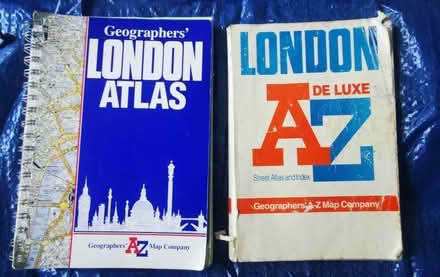 Geographers'
LONDON
ATLAS
Geographers' A-Z Map Company
LONDON
DE LUXE
A-Z
Street Atlas and Index
Geographers' A-Z Map Company